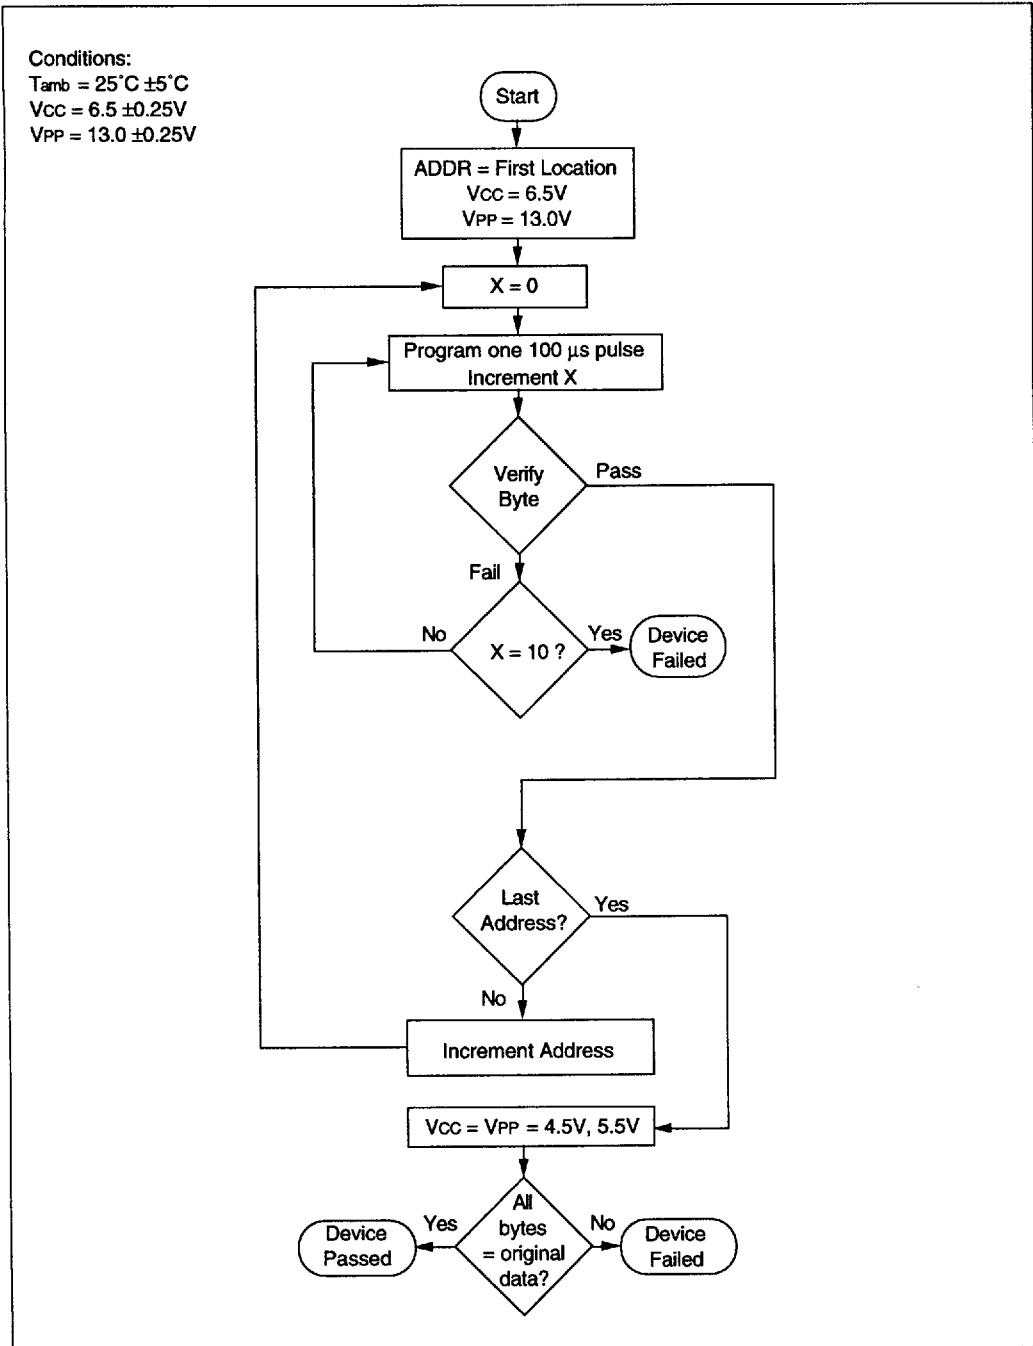 Conditions:
Tamb = 25˚C ±5˚C
VCC = 6.5 ±0.25V
VPP = 13.0 ±0.25V
Start
ADDR = First Location
VCC = 6.5V
VPP = 13.0V
X = 0
Program one 100 μs pulse
Increment X
Verify
Byte
Pass
Fail
No
X = 10 ?
Yes
Device
Failed
Last
Address?
Yes
No
Increment Address
VCC = VPP = 4.5V, 5.5V
All
bytes
= original
data?
Yes
Device
Passed
No
Device
Failed